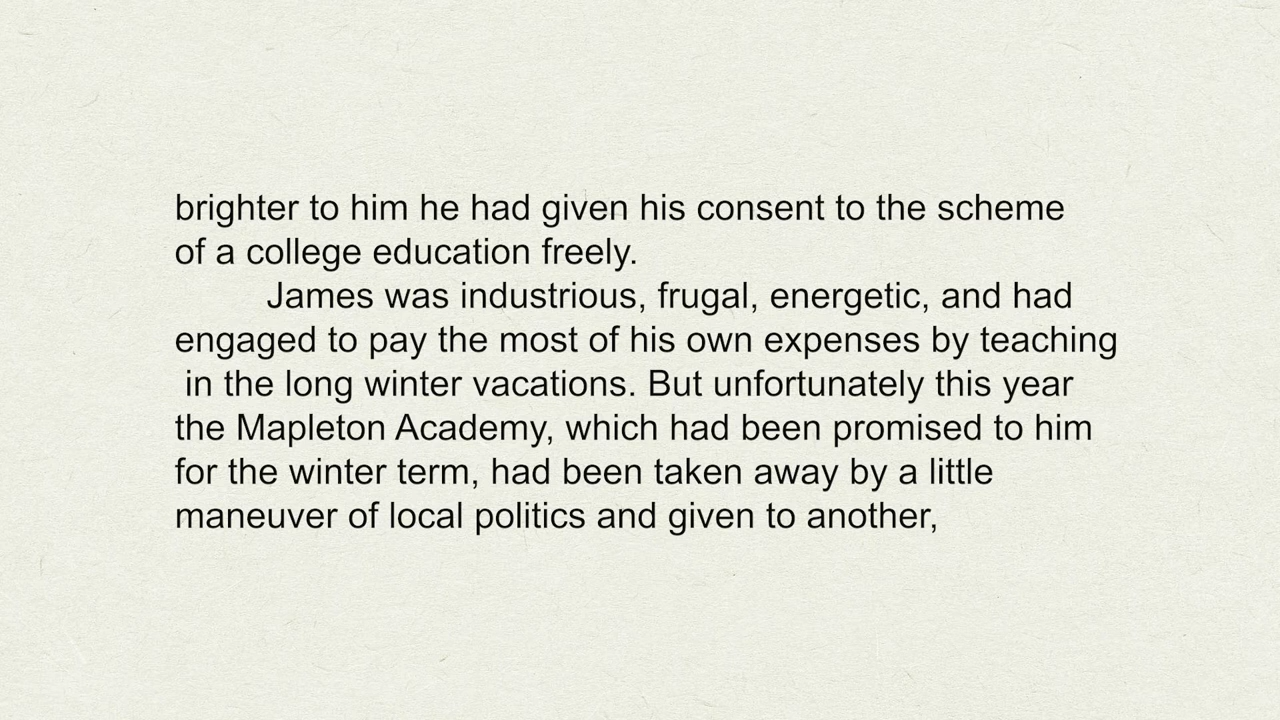 brighter to him he had given his consent to the scheme
of a college education freely.
James was industrious, frugal, energetic, and had
engaged to pay the most of his own expenses by teaching
in the long winter vacations. But unfortunately this year
the Mapleton Academy, which had been promised to him
for the winter term, had been taken away by a little
maneuver of local politics and given to another,